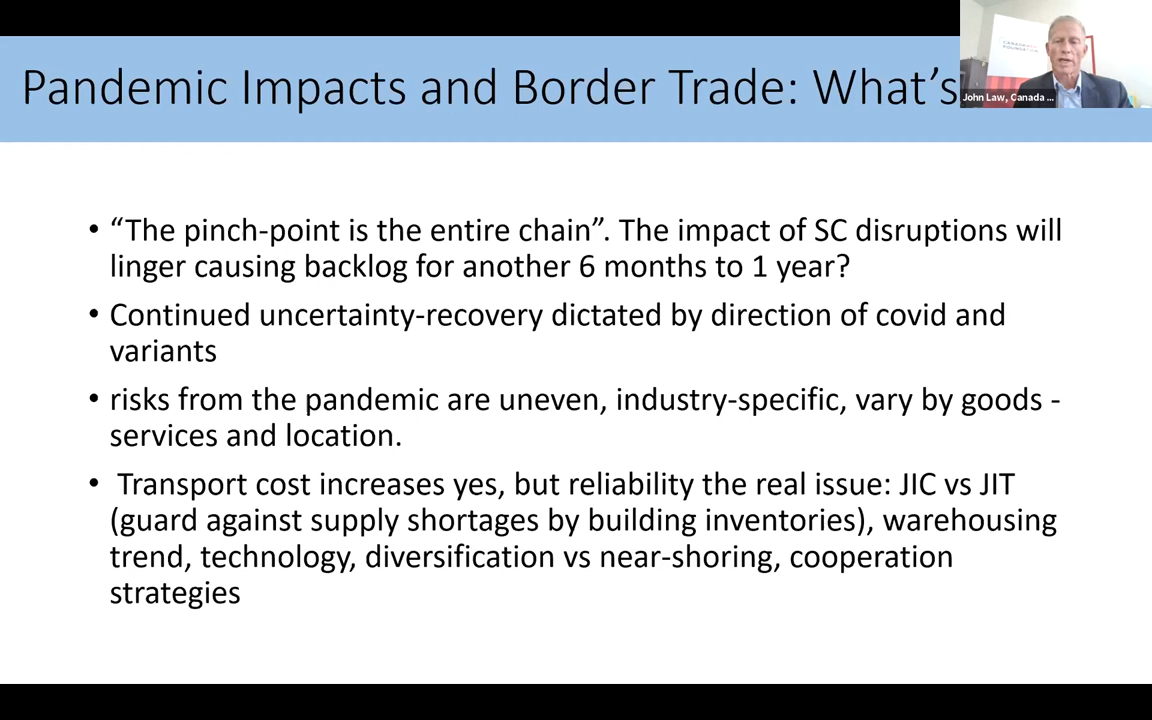 Pandemic Impacts and Border Trade: What’s
John Law, Canada ...
• “The pinch-point is the entire chain”. The impact of SC disruptions will
linger causing backlog for another 6 months to 1 year?
• Continued uncertainty-recovery dictated by direction of covid and
variants
• risks from the pandemic are uneven, industry-specific, vary by goods -
services and location.
• Transport cost increases yes, but reliability the real issue: JIC vs JIT
(guard against supply shortages by building inventories), warehousing
trend, technology, diversification vs near-shoring, cooperation
strategies